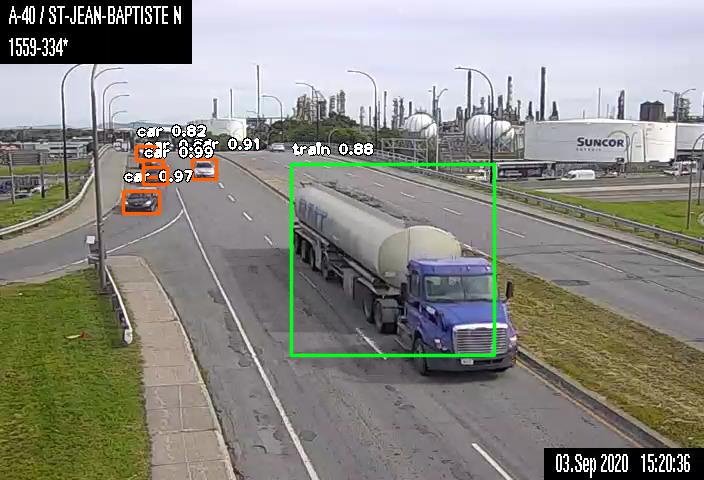 A-40 / ST-JEAN-BAPTISTE N
1559-334*
car 0.82
car 0.91
car 0.99
train 0.88
car 0.97
SUNCOR
03.Sep 2020 15:20:36